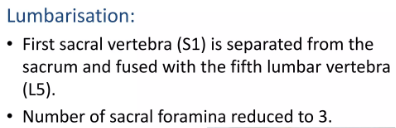 Lumbarisation:
• First sacral vertebra (S1) is separated from the
sacrum and fused with the fifth lumbar vertebra
(L5).
• Number of sacral foramina reduced to 3.